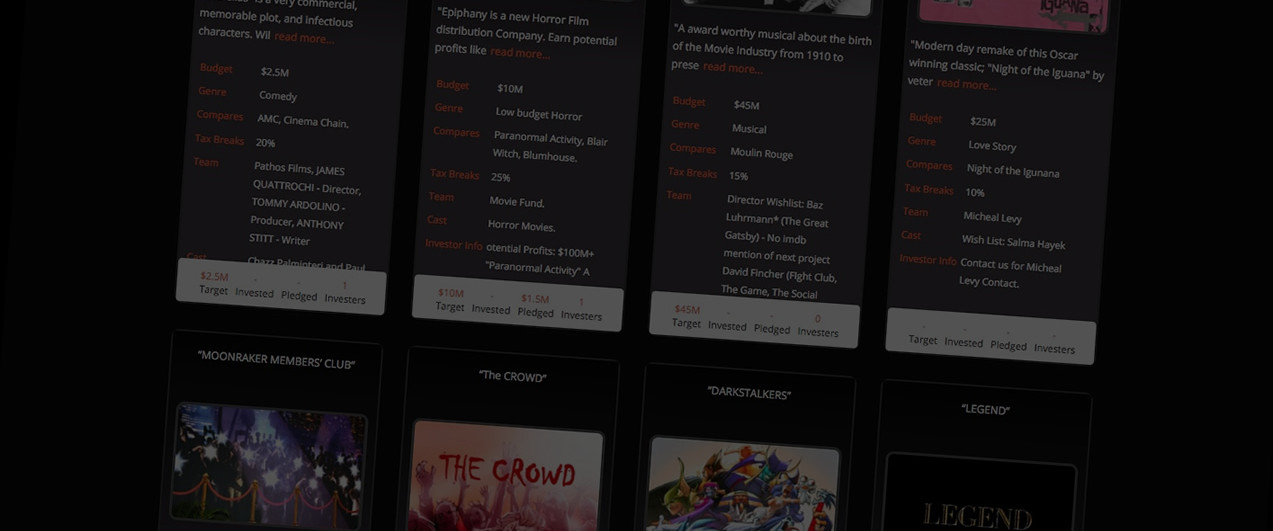 is a very commercial,
memorable plot, and infectious
characters. Wil read more...
Budget $2.5M
Genre Comedy
Compares AMC, Cinema Chain.
Tax Breaks 20%
Team Pathos Films, JAMES
QUATTROCHI - Director,
TOMMY ARDOLINO -
Producer, ANTHONY
STITT - Writer
Cast Chazz Palminteri and Paul
$2.5M - - 1
Target Invested Pledged Investers
"Epiphany is a new Horror Film
distribution Company. Earn potential
profits like read more...
Budget $10M
Genre Low budget Horror
Compares Paranormal Activity, Blair
Witch, Blumhouse.
Tax Breaks 25%
Team Movie Fund.
Cast Horror Movies.
Investor Info otential Profits: $100M+
"Paranormal Activity" A
$10M - $1.5M 1
Target Invested Pledged Investers
"A award worthy musical about the birth
of the Movie Industry from 1910 to
prese read more...
Budget $45M
Genre Musical
Compares Moulin Rouge
Tax Breaks 15%
Team Director Wishlist: Baz
Luhrmann* (The Great
Gatsby) - No imdb
mention of next project
David Fincher (FIght Club,
The Game, The Social
$45M - - 0
Target Invested Pledged Investers
Iguana
"Modern day remake of this Oscar
winning classic; "Night of the Iguana" by
veter read more...
Budget $25M
Genre Love Story
Compares Night of the Igunana
Tax Breaks 10%
Team Micheal Levy
Cast Wish List: Salma Hayek
Investor Info Contact us for Micheal
Levy Contact.
- - - -
Target Invested Pledged Investers
"MOONRAKER MEMBERS' CLUB"
"The CROWD"
THE CROWD
"DARKSTALKERS"
"LEGEND"
LEGEND